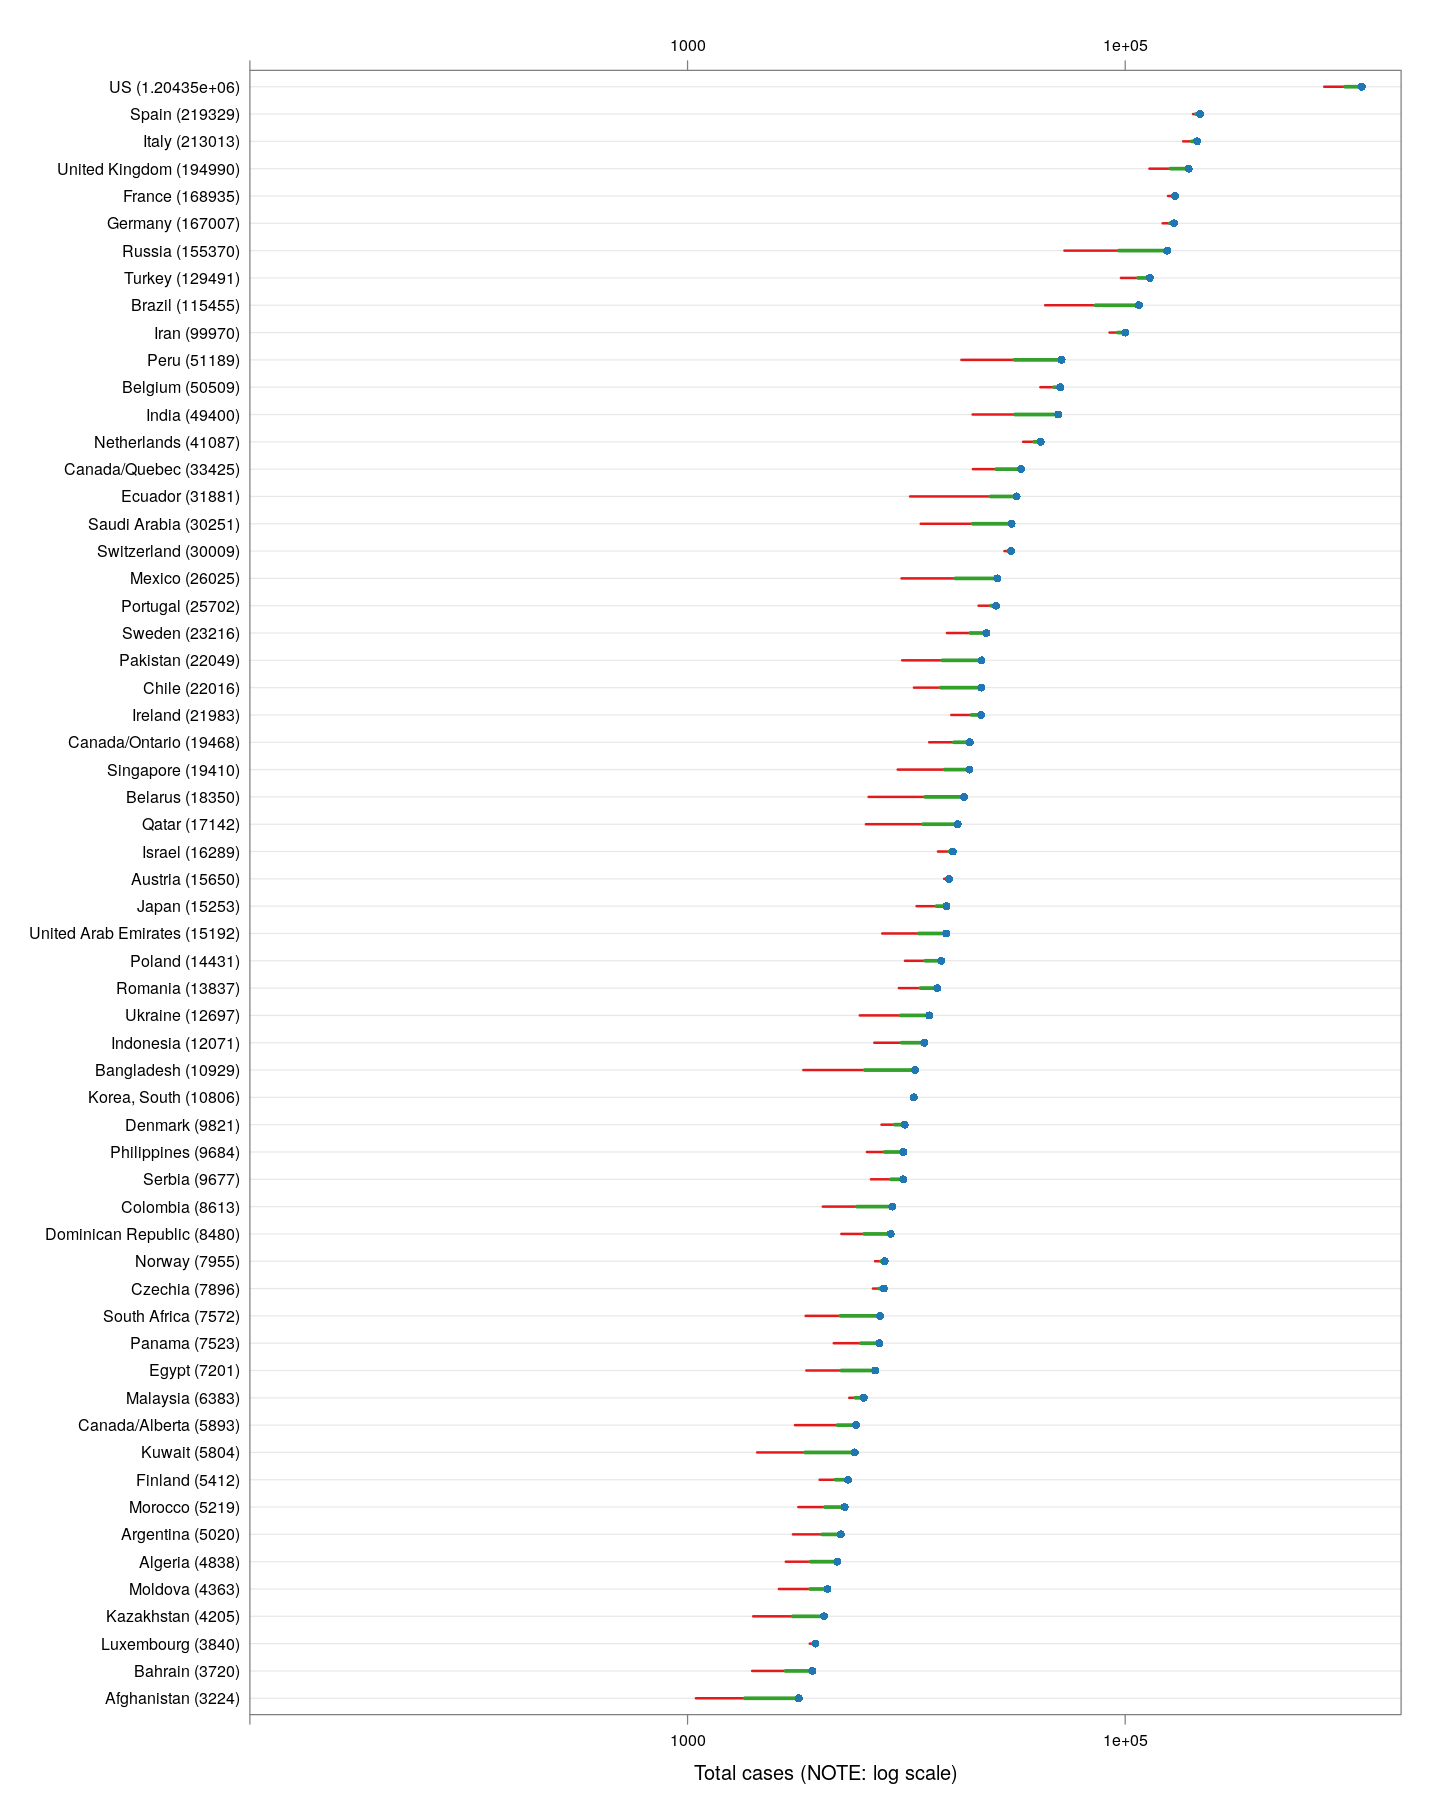 1000 1e+05
US (1.20435e+06)
Spain (219329)
Italy (213013)
United Kingdom (194990)
France (168935)
Germany (167007)
Russia (155370)
Turkey (129491)
Brazil (115455)
Iran (99970)
Peru (51189)
Belgium (50509)
India (49400)
Netherlands (41087)
Canada/Quebec (33425)
Ecuador (31881)
Saudi Arabia (30251)
Switzerland (30009)
Mexico (26025)
Portugal (25702)
Sweden (23216)
Pakistan (22049)
Chile (22016)
Ireland (21983)
Canada/Ontario (19468)
Singapore (19410)
Belarus (18350)
Qatar (17142)
Israel (16289)
Austria (15650)
Japan (15253)
United Arab Emirates (15192)
Poland (14431)
Romania (13837)
Ukraine (12697)
Indonesia (12071)
Bangladesh (10929)
Korea, South (10806)
Denmark (9821)
Philippines (9684)
Serbia (9677)
Colombia (8613)
Dominican Republic (8480)
Norway (7955)
Czechia (7896)
South Africa (7572)
Panama (7523)
Egypt (7201)
Malaysia (6383)
Canada/Alberta (5893)
Kuwait (5804)
Finland (5412)
Morocco (5219)
Argentina (5020)
Algeria (4838)
Moldova (4363)
Kazakhstan (4205)
Luxembourg (3840)
Bahrain (3720)
Afghanistan (3224)
1000 1e+05
Total cases (NOTE: log scale)